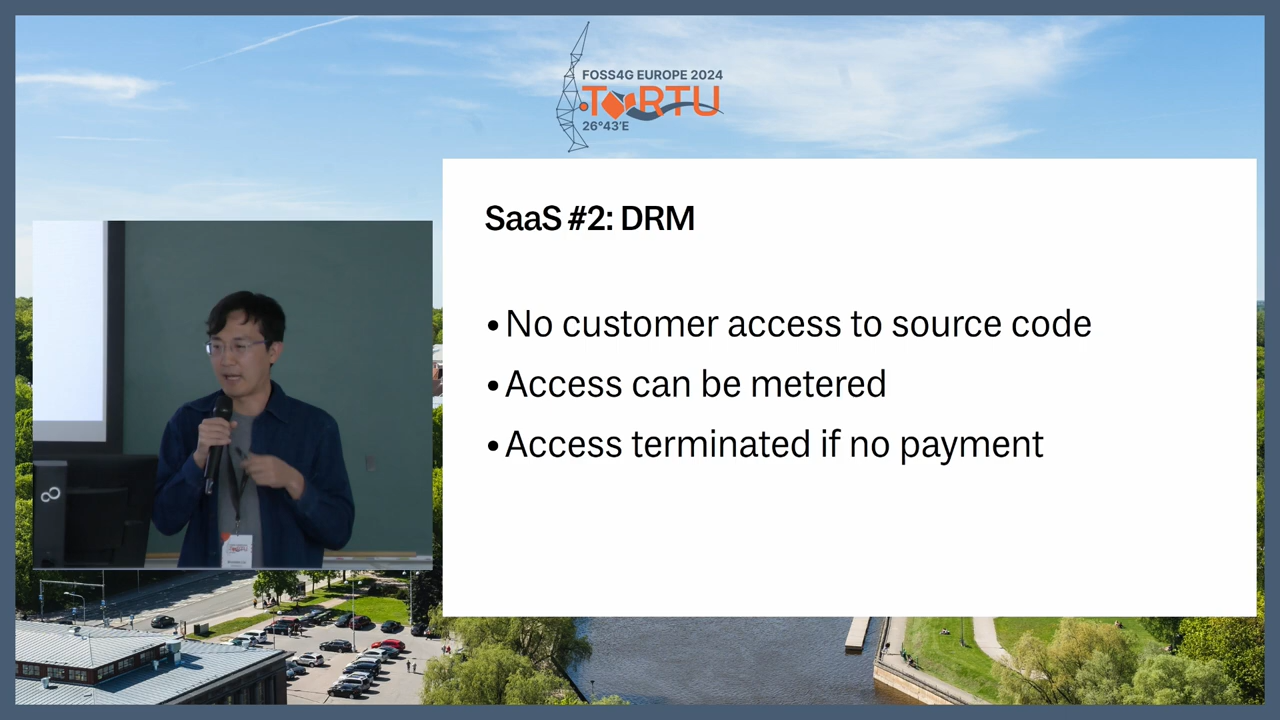 FOSS4G EUROPE 2024
TORTU
26°43'E
SaaS #2: DRM
• No customer access to source code
• Access can be metered
• Access terminated if no payment